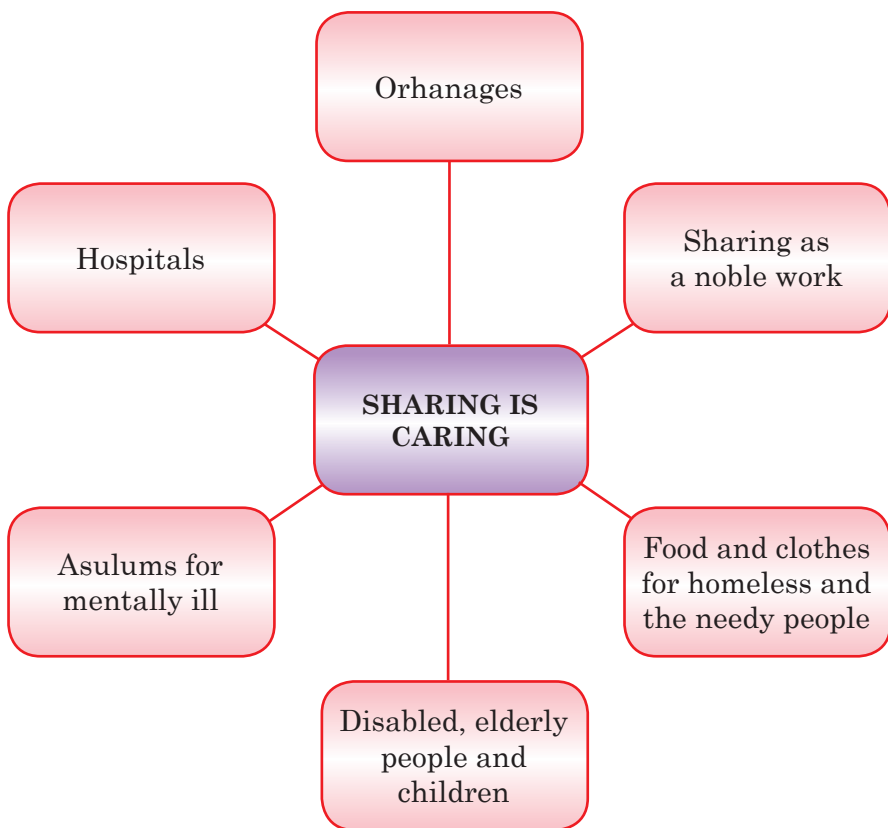 Orhanages
Hospitals
Sharing as
a noble work
SHARING IS
CARING
Asulums for
mentally ill
Food and clothes
for homeless and
the needy people
Disabled, elderly
people and
children